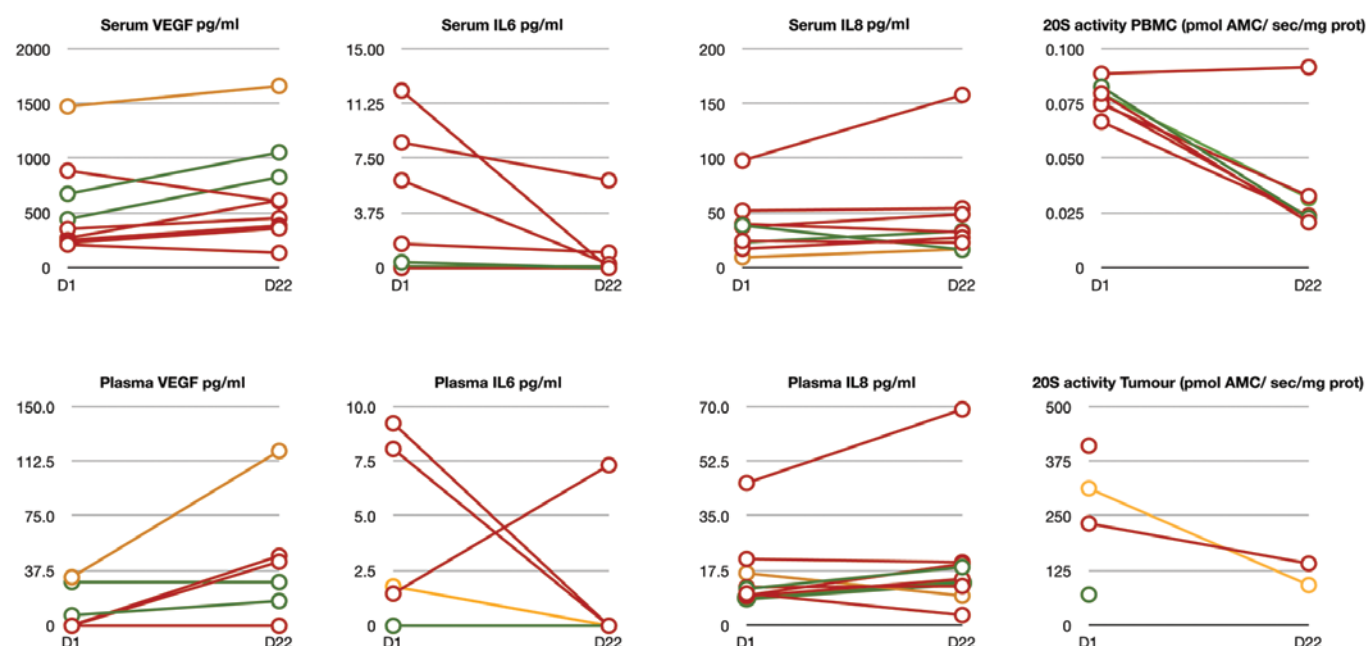 Serum VEGF pg/ml
2000
1500
1000
500
0
D1 D22
Serum IL6 pg/ml
15.00
11.25
7.50
3.75
0
D1 D22
Serum IL8 pg/ml
200
150
100
50
0
D1 D22
20S activity PBMC (pmol AMC/ sec/mg prot)
0.100
0.075
0.050
0.025
0
D1 D22
Plasma VEGF pg/ml
150.0
112.5
75.0
37.5
0
D1 D22
Plasma IL6 pg/ml
10.0
7.5
5.0
2.5
0
D1 D22
Plasma IL8 pg/ml
70.0
52.5
35.0
17.5
0
D1 D22
20S activity Tumour (pmol AMC/ sec/mg prot)
500
375
250
125
0
D1 D22